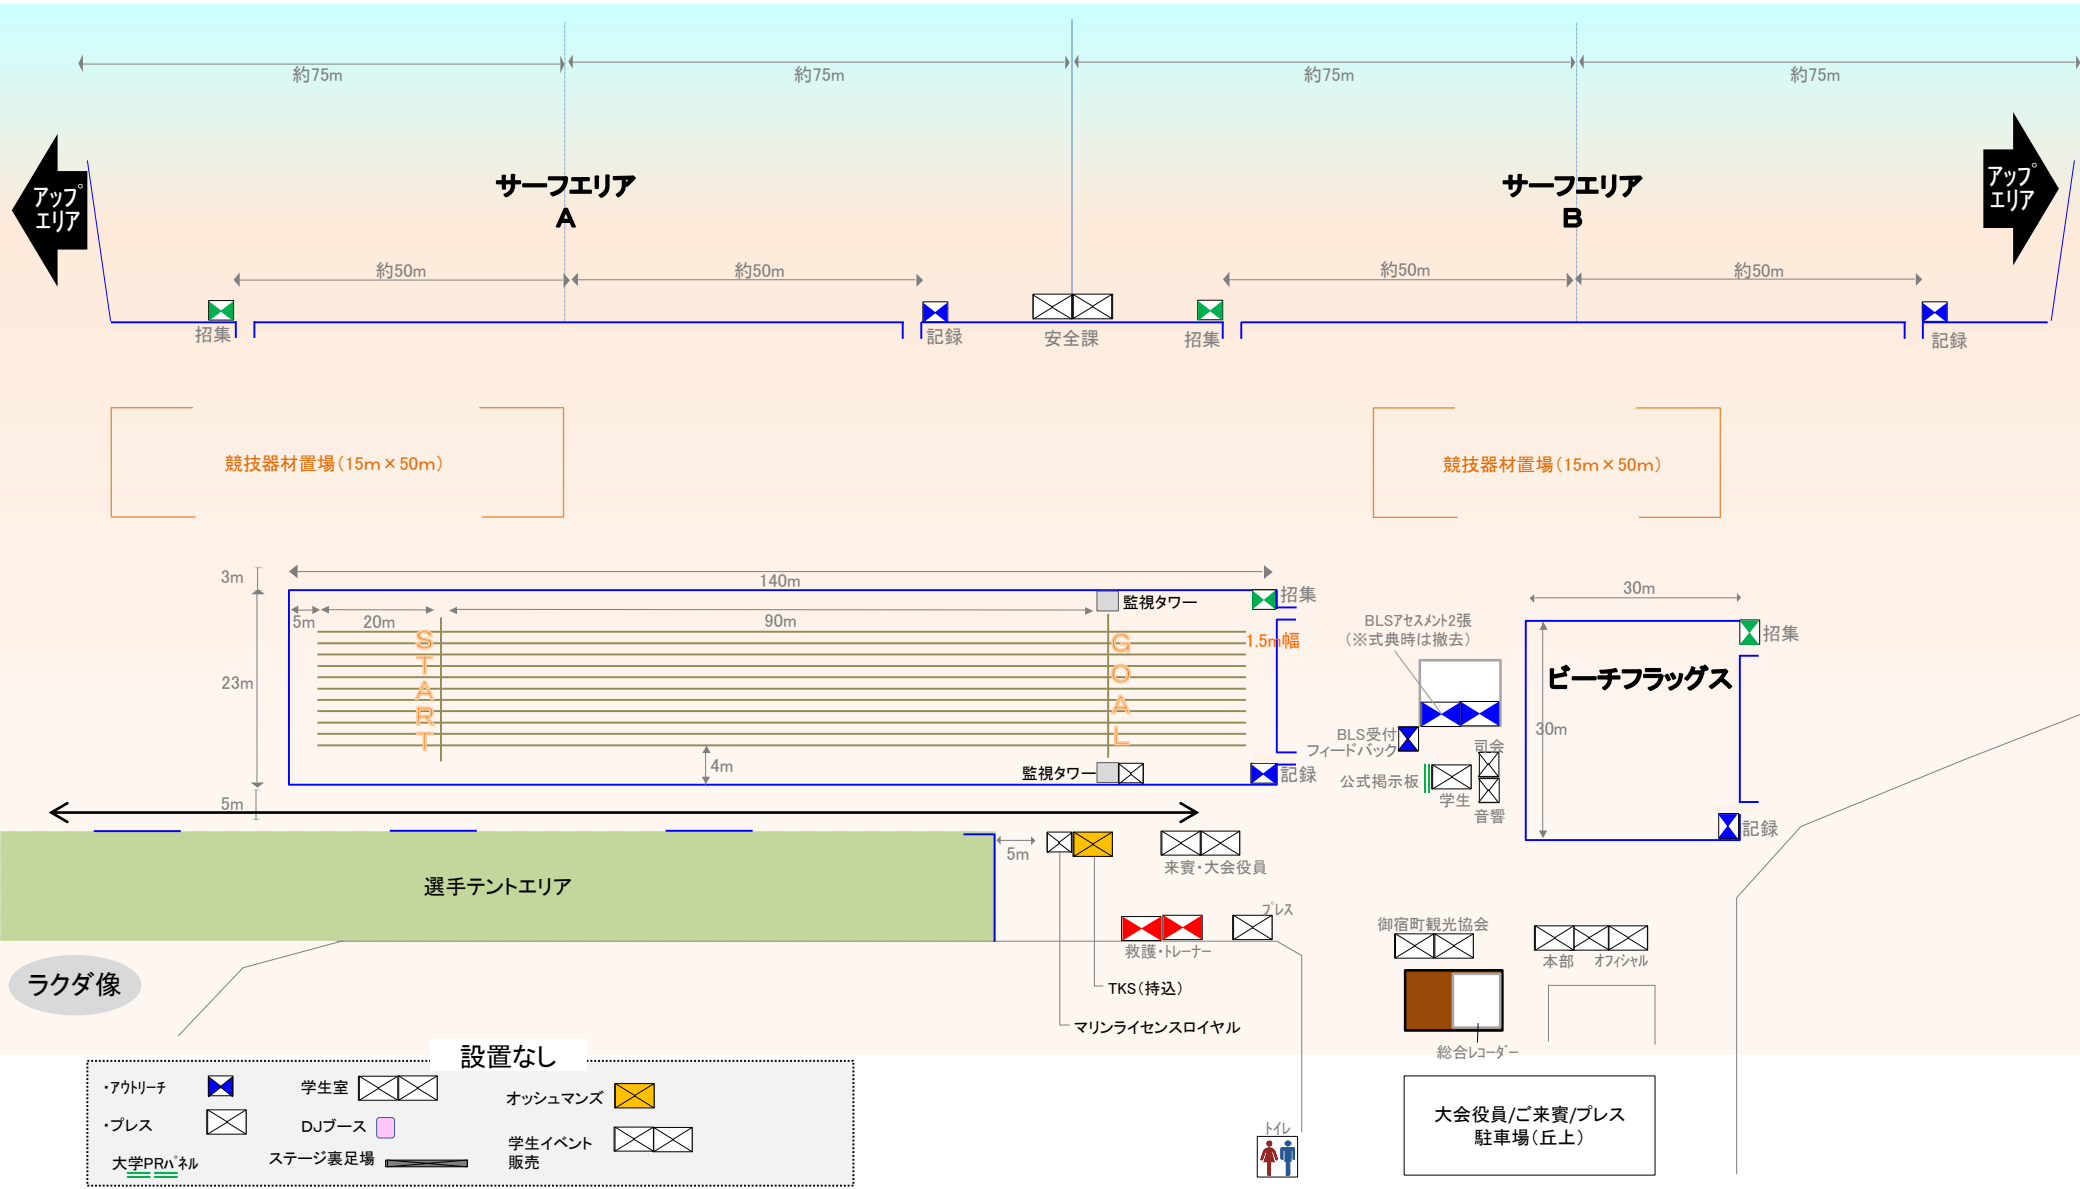 約75m
約75m
約75m
約75m
アップ
エリア
サーフエリア
A
サーフエリア
B
アップ
エリア
約50m
約50m
約50m
約50m
招集
記録
安全課
招集
記録
競技器材置場(15m×50m)
競技器材置場(15m×50m)
3m
140m
招集
監視タワー
5m
20m
90m
1.5m幅
START
GOAL
23m
4m
監視タワー
記録
5m
BLSアセスメント2張
(※式典時は撤去)
BLS受付
フィードバック
司会
公式掲示板
学生
音響
30m
招集
ビーチフラッグス
30m
記録
選手テントエリア
5m
来賓・大会役員
プレス
救護・トレーナー
TKS(持込)
マリンライセンスロイヤル
御宿町観光協会
本部
オフィシャル
総合レコーダー
ラクダ像
設置なし
・アウトリーチ
学生室
オッシュマンズ
・プレス
DJブース
学生イベント
販売
大学PRパネル
ステージ裏足場
トイレ
大会役員/ご来賓/プレス
駐車場(丘上)